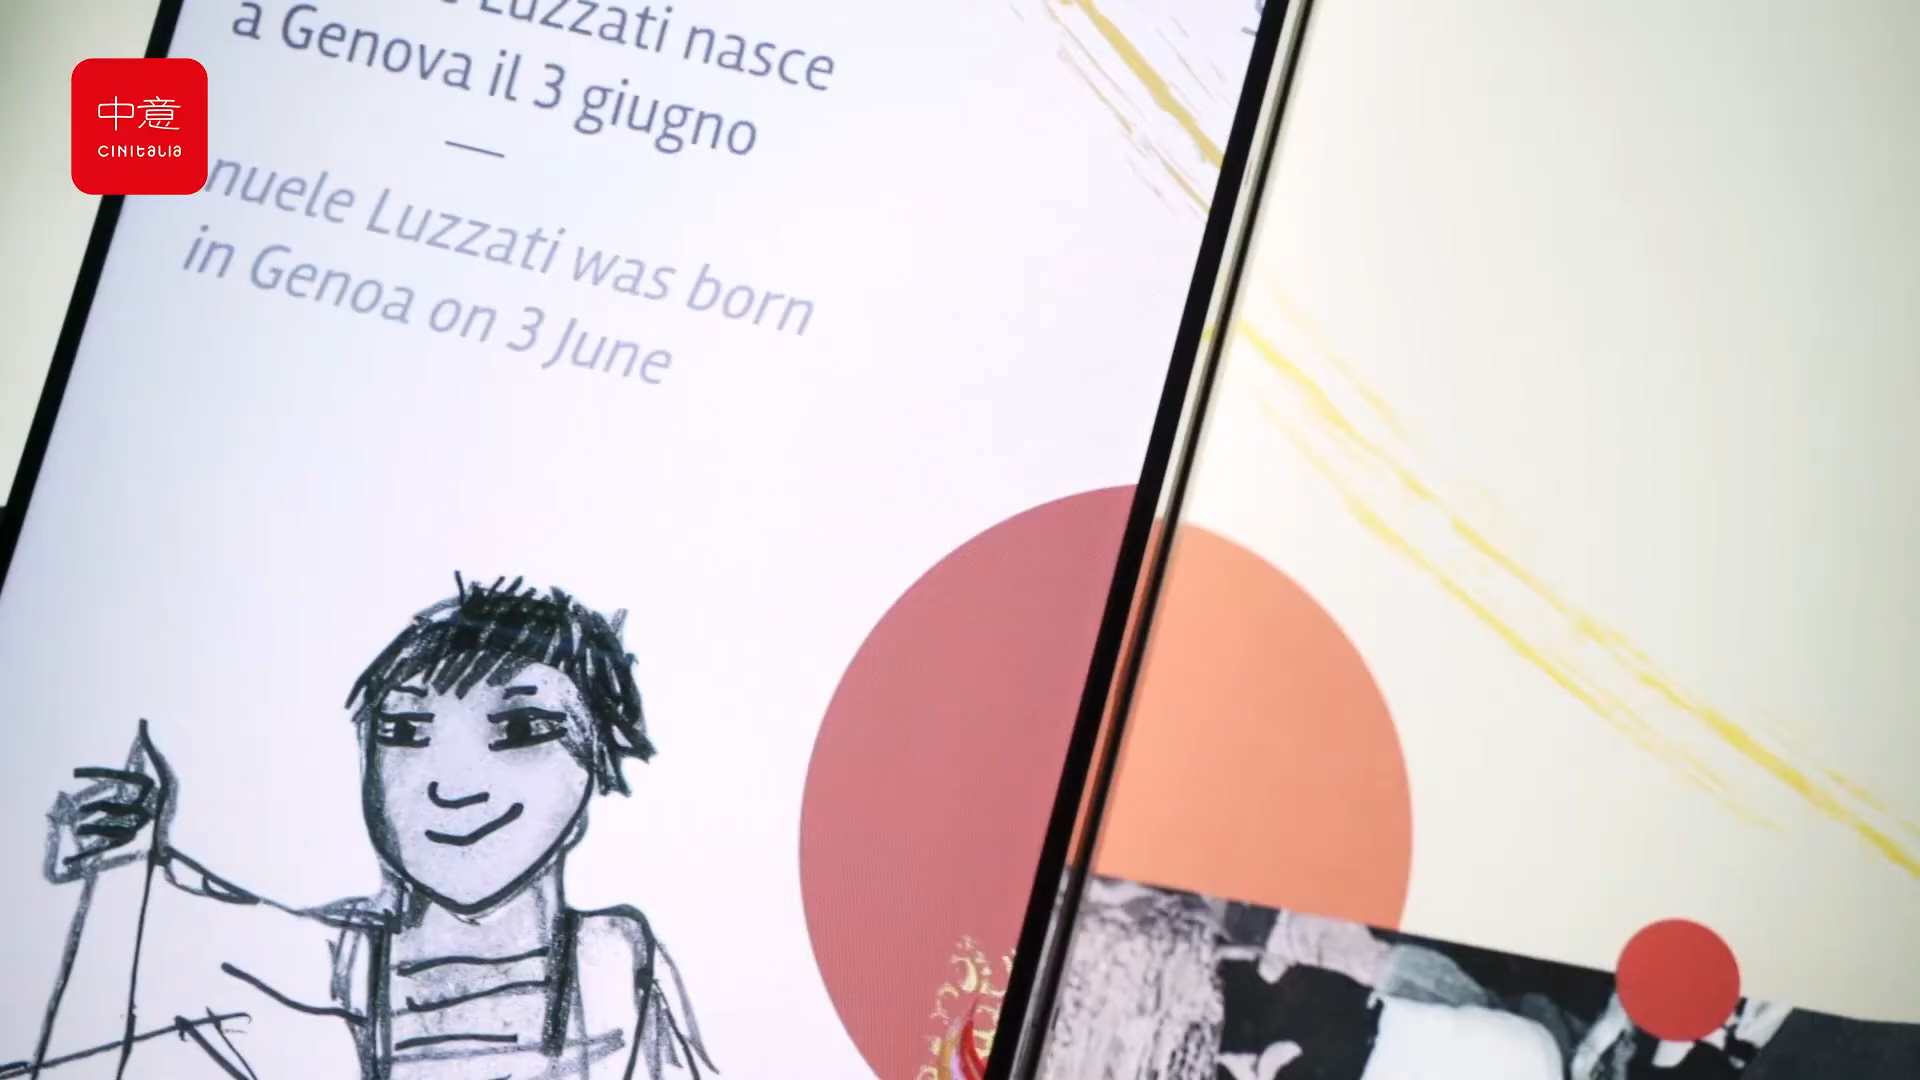 中意
CINITALIA
Luzzati nasce
a Genova il 3 giugno
—
nuele Luzzati was born
in Genoa on 3 June